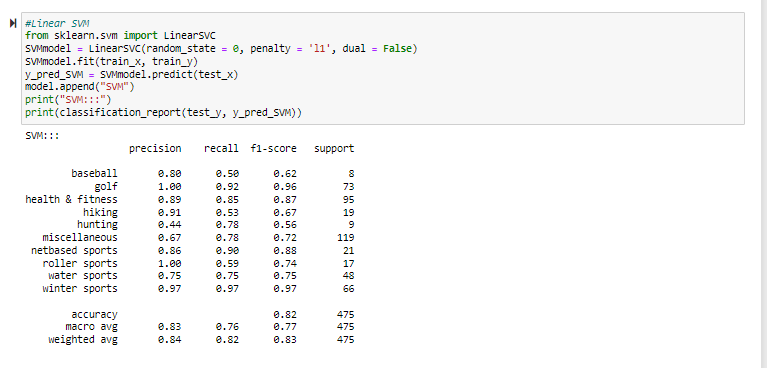 #Linear SVM
from sklearn.svm import LinearSVC
SVMmodel = LinearSVC(random_state = 0, penalty = 'l1', dual = False)
SVMmodel.fit(train_x, train_y)
y_pred_SVM = SVMmodel.predict(test_x)
model.append("SVM")
print("SVM:::")
print(classification_report(test_y, y_pred_SVM))
SVM:::
precision recall f1-score support
baseball 0.80 0.50 0.62 8
golf 1.00 0.92 0.96 73
health & fitness 0.89 0.85 0.87 95
hiking 0.91 0.53 0.67 19
hunting 0.44 0.78 0.56 9
miscellaneous 0.67 0.78 0.72 119
netbased sports 0.86 0.90 0.88 21
roller sports 1.00 0.59 0.74 17
water sports 0.75 0.75 0.75 48
winter sports 0.97 0.97 0.97 66
accuracy 0.82 475
macro avg 0.83 0.76 0.77 475
weighted avg 0.84 0.82 0.83 475